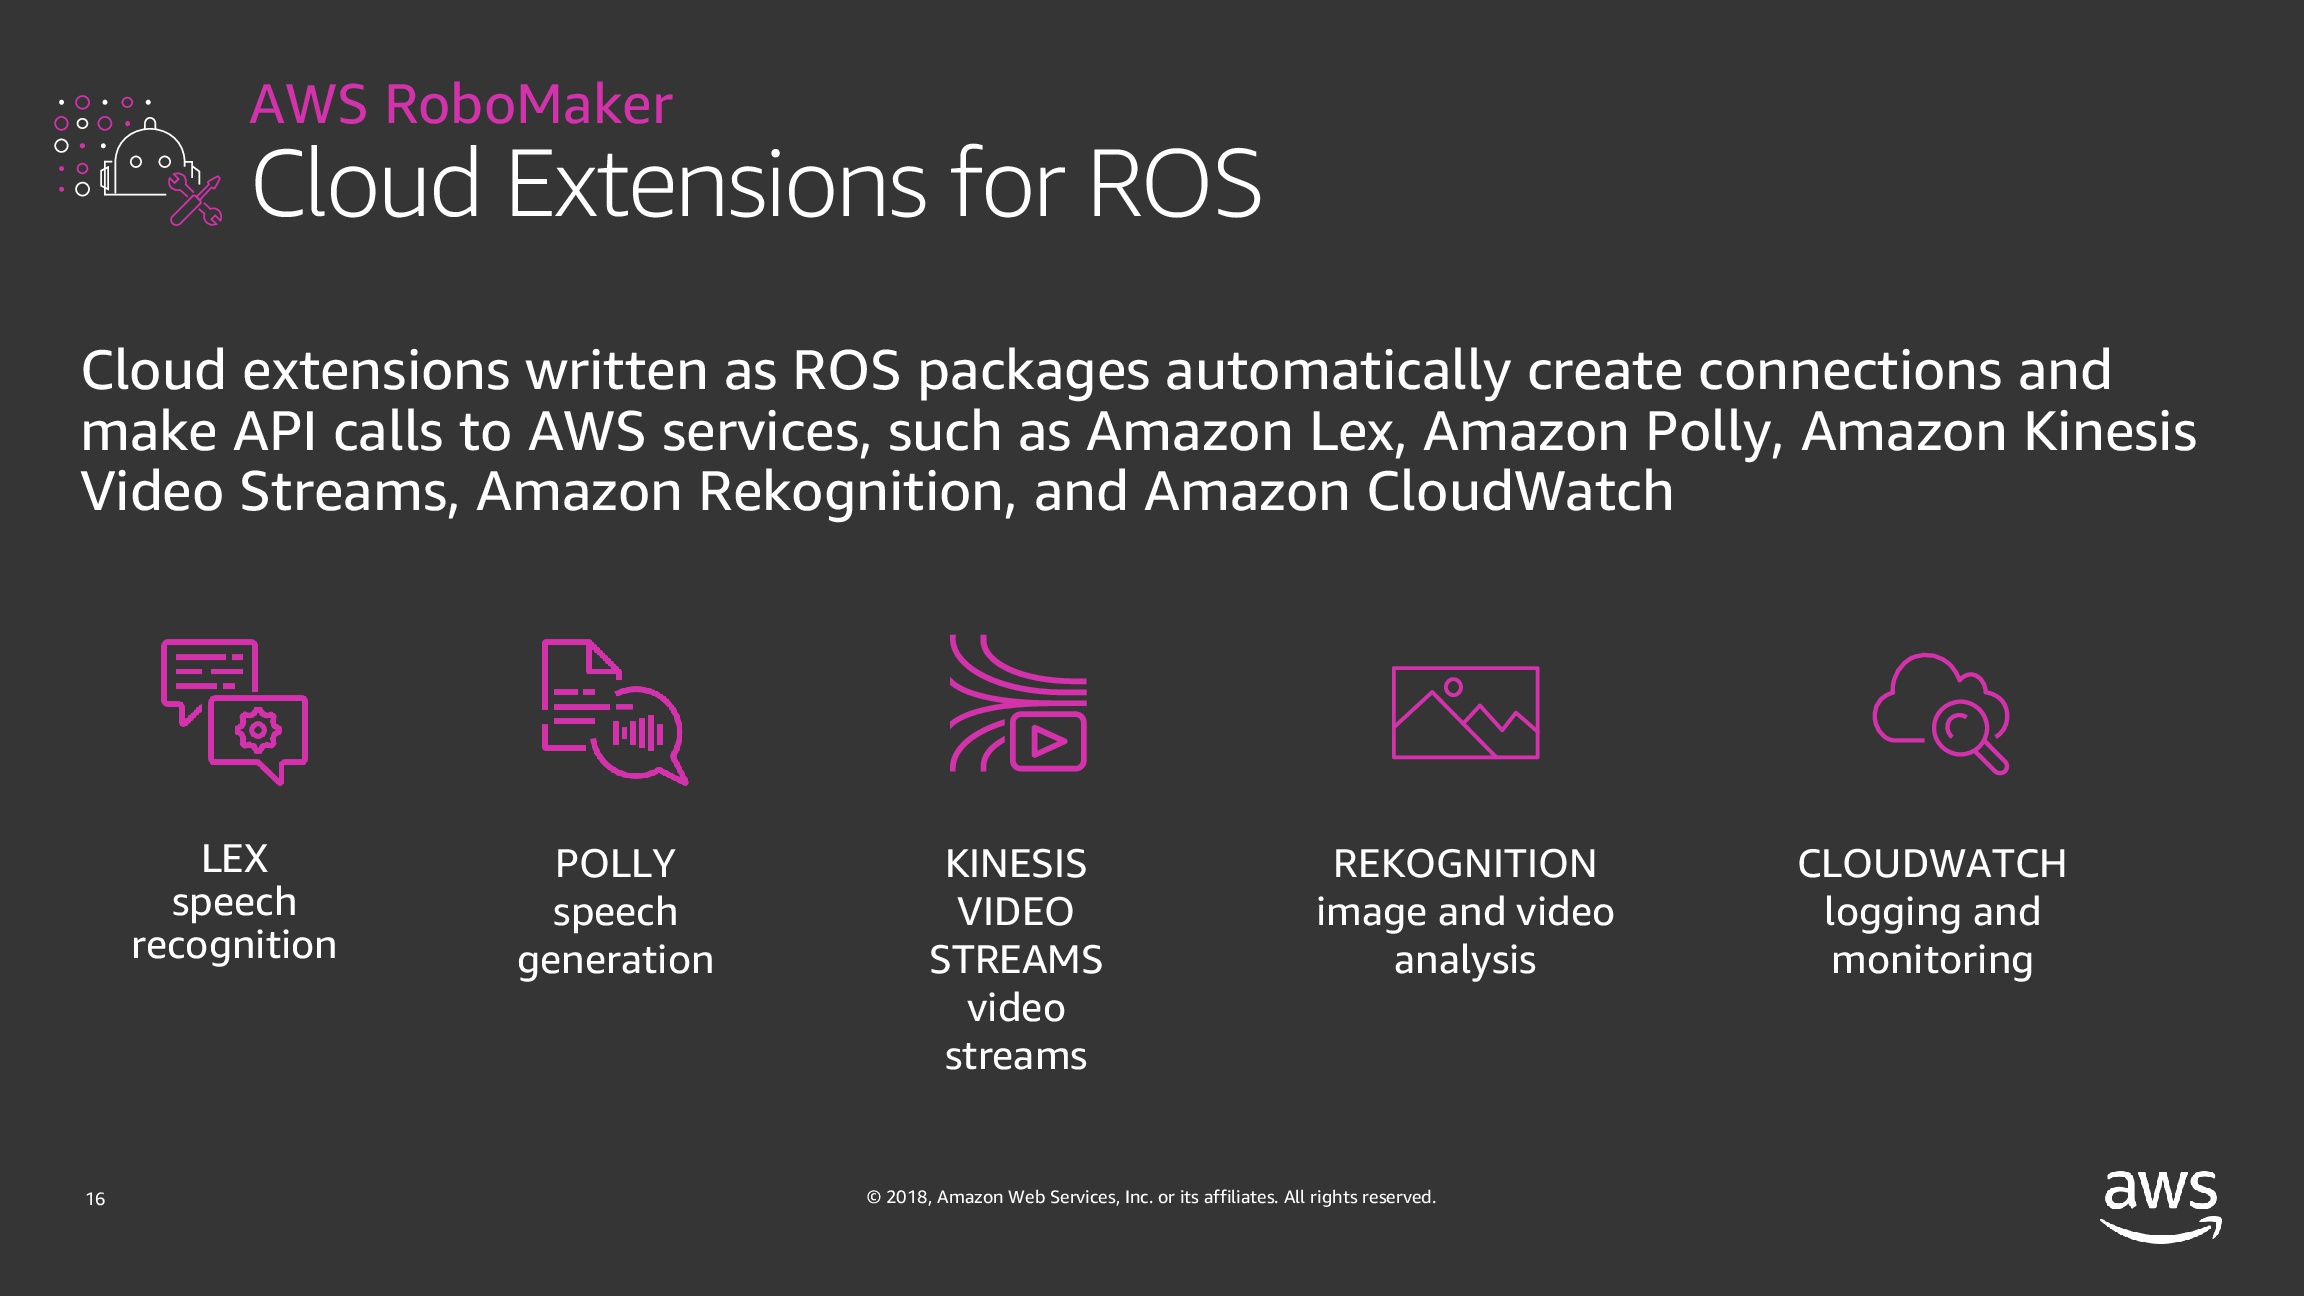 AWS RoboMaker
Cloud Extensions for ROS
Cloud extensions written as ROS packages automatically create connections and
make API calls to AWS services, such as Amazon Lex, Amazon Polly, Amazon Kinesis
Video Streams, Amazon Rekognition, and Amazon CloudWatch
LEX
speech
recognition
POLLY
speech
generation
KINESIS
VIDEO
STREAMS
video
streams
REKOGNITION
image and video
analysis
CLOUDWATCH
logging and
monitoring
16
© 2018, Amazon Web Services, Inc. or its affiliates. All rights reserved.
aws